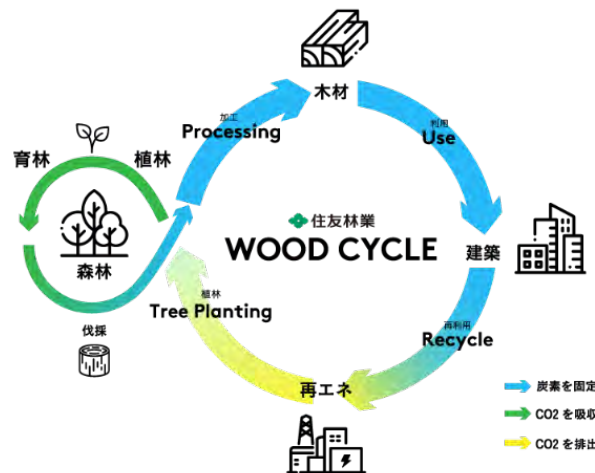 木材
加工
Processing
利用
Use
育林
植林
森林
伐採
住友林業
WOOD CYCLE
建築
植林
Tree Planting
再利用
Recycle
再エネ
炭素を固定
CO2 を吸収
CO2 を排出